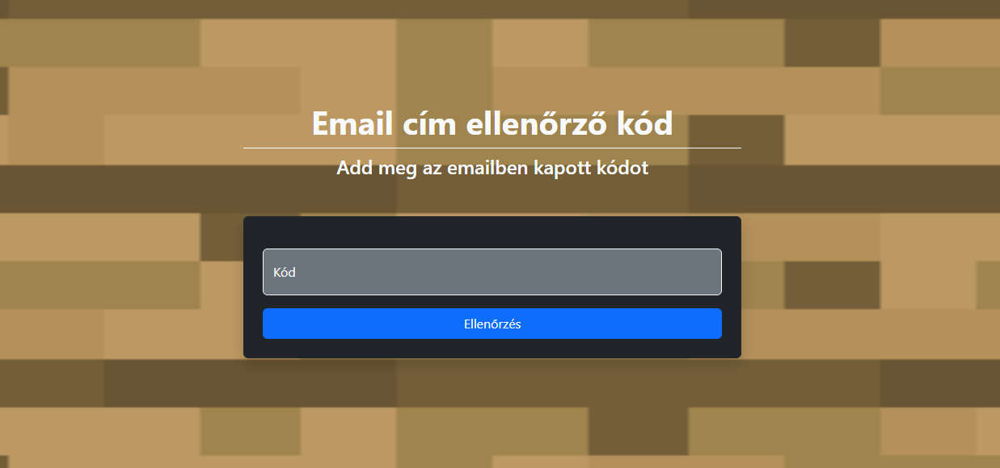 Email cím ellenőrző kód
Add meg az emailben kapott kódot
Kód
Ellenőrzés